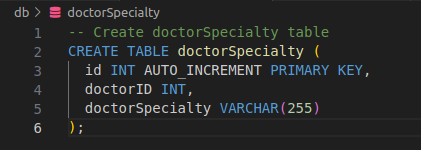 db > doctorSpecialty
1 -- Create doctorSpecialty table
2 CREATE TABLE doctorSpecialty (
3 id INT AUTO_INCREMENT PRIMARY KEY,
4 doctorID INT,
5 doctorSpecialty VARCHAR(255)
6 );